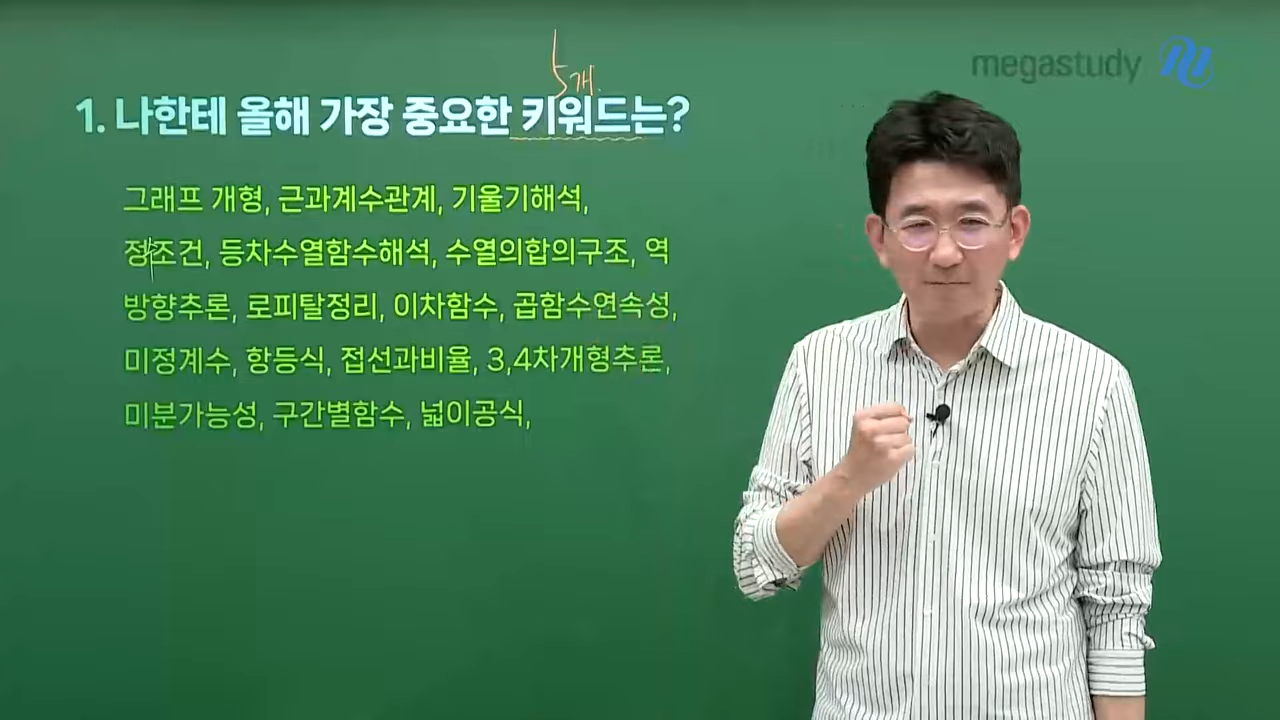 5개
megastudy
1. 나한테 올해 가장 중요한 키워드는?
그래프 개형, 근과계수관계, 기울기해석,
정조건, 등차수열함수해석, 수열의합의구조, 역
방향추론, 로피탈정리, 이차함수, 곱함수연속성,
미정계수, 항등식, 접선과비율, 3,4차개형추론,
미분가능성, 구간별함수, 넓이공식,